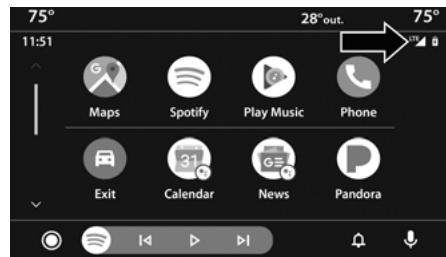 75° 28°out. 75°
11:51 LTE
Maps Spotify Play Music Phone
31 G
Exit Calendar News Pandora